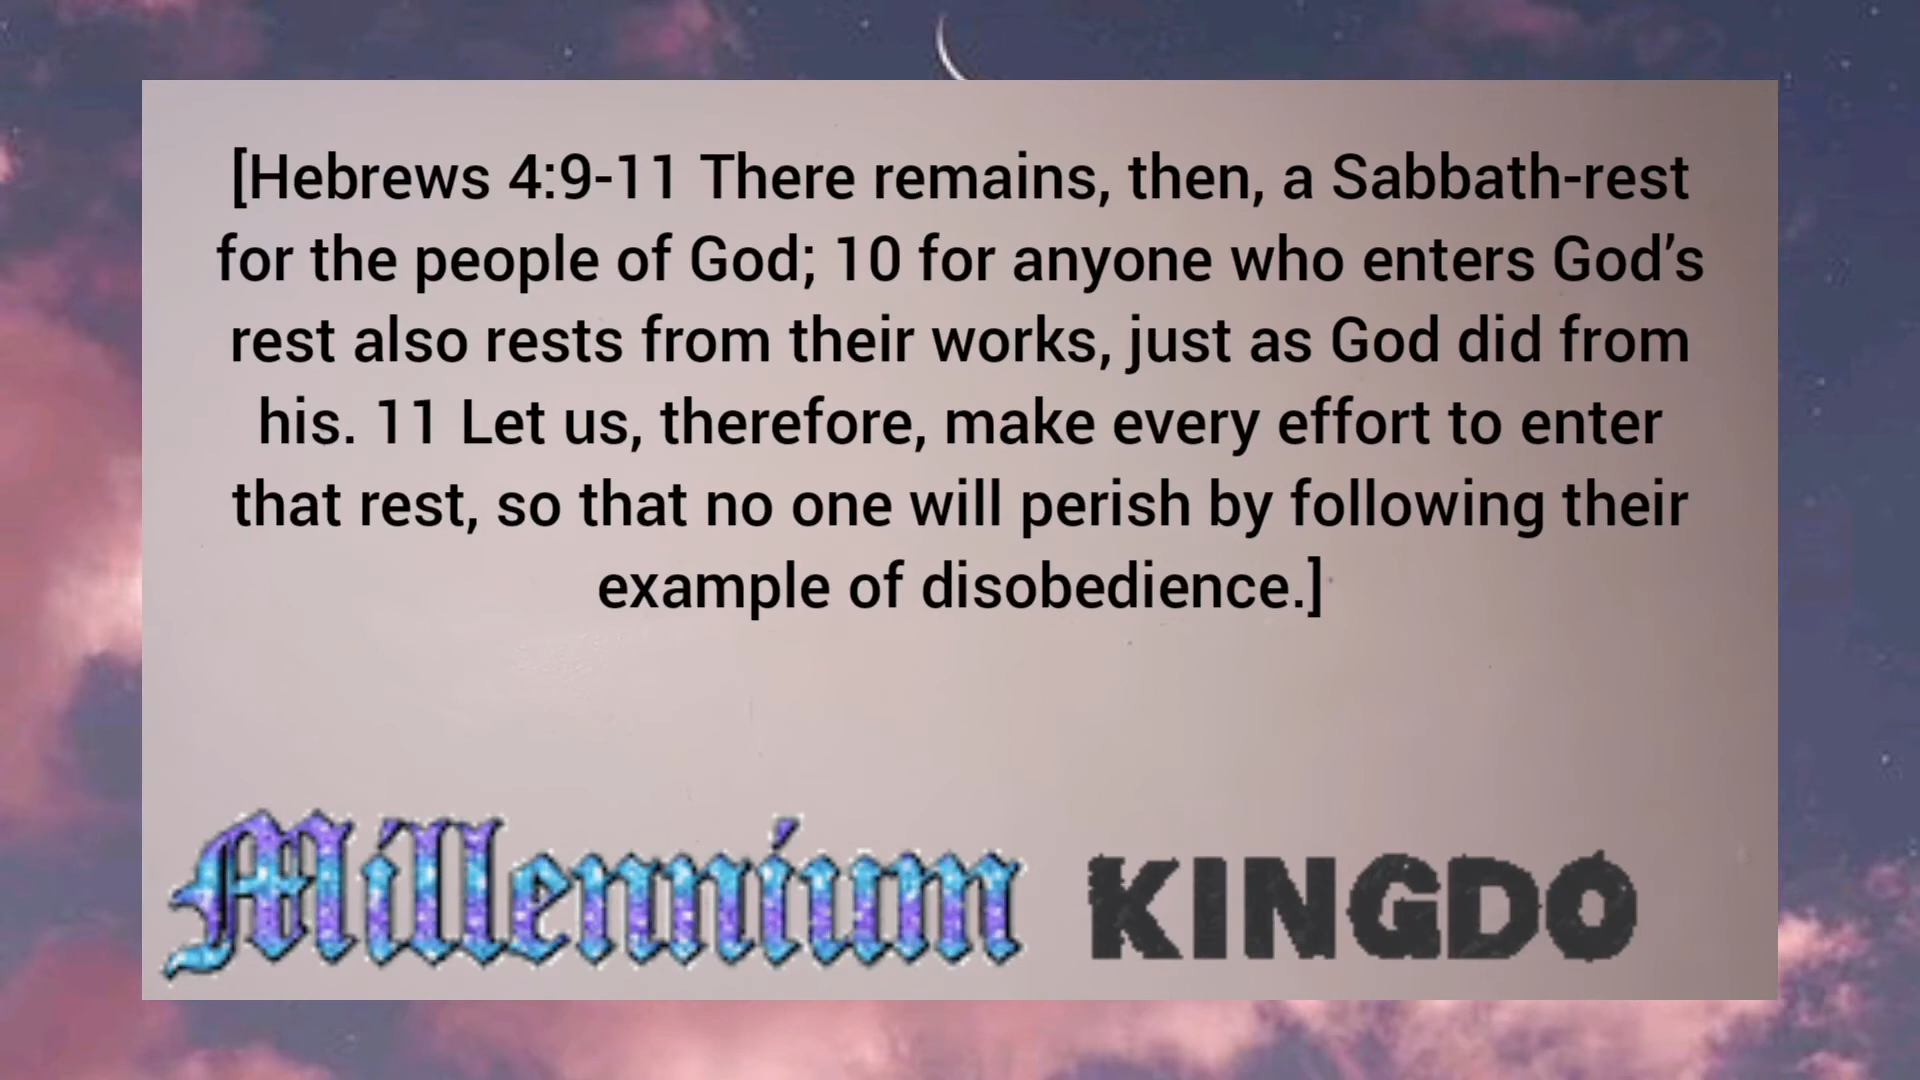 [Hebrews 4:9-11 There remains, then, a Sabbath-rest
for the people of God; 10 for anyone who enters God’s
rest also rests from their works, just as God did from
his. 11 Let us, therefore, make every effort to enter
that rest, so that no one will perish by following their
example of disobedience.]
Millennium KINGDO